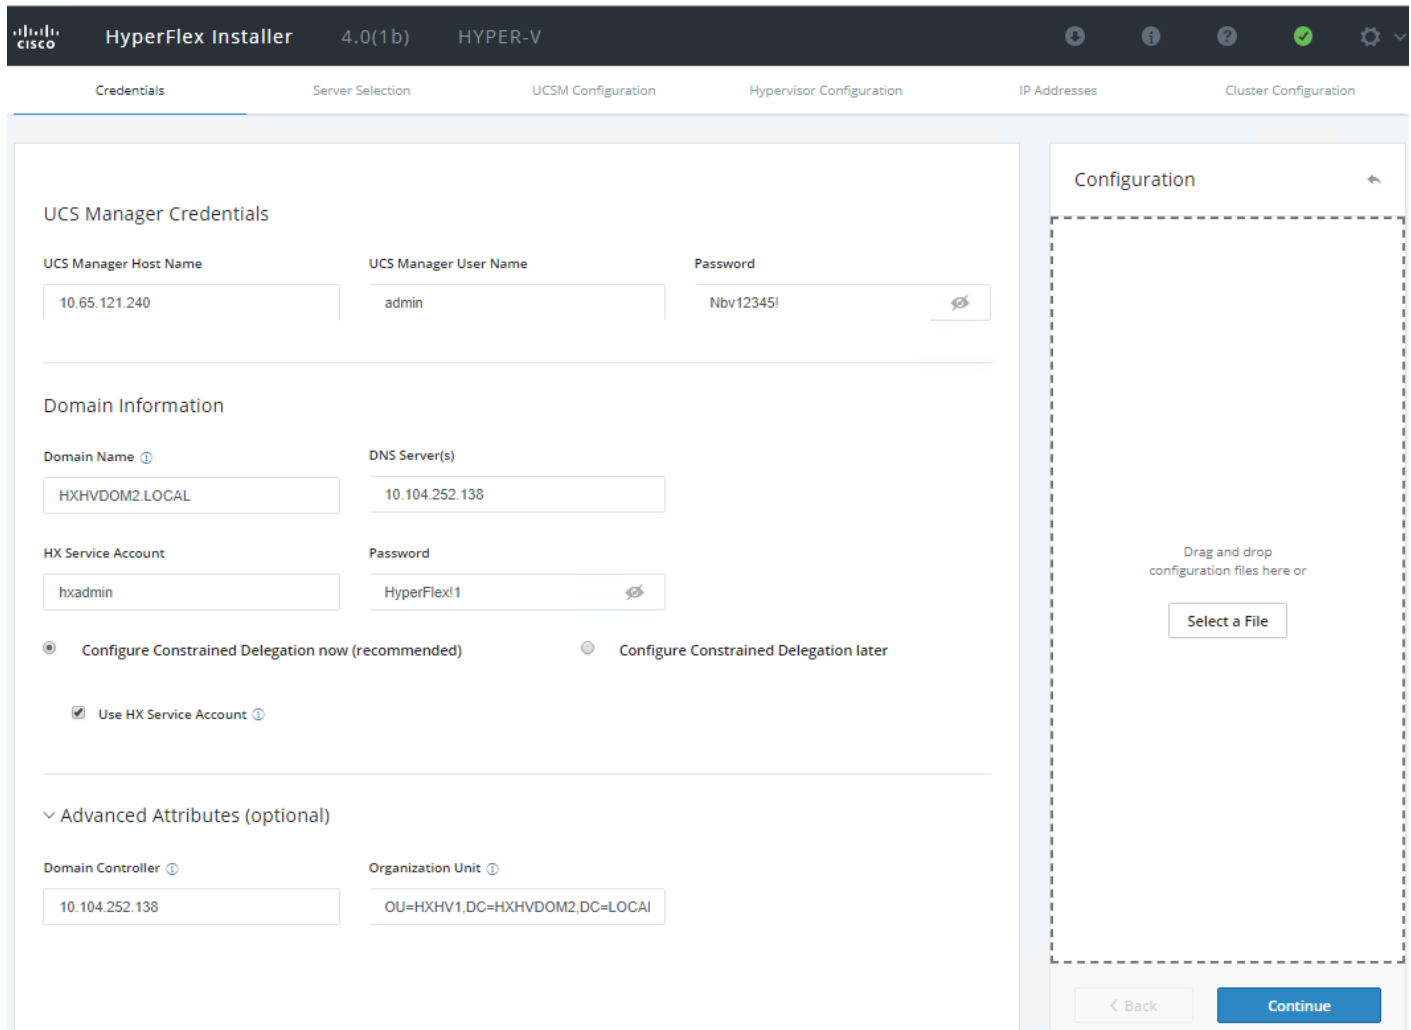 cisco HyperFlex Installer 4.0(1b) HYPER-V
Credentials Server Selection UCSM Configuration Hypervisor Configuration IP Addresses Cluster Configuration
UCS Manager Credentials
UCS Manager Host Name UCS Manager User Name Password
10.65.121.240 admin Nbv12345!
Domain Information
Domain Name DNS Server(s)
HXHVDOM2.LOCAL 10.104.252.138
HX Service Account Password
hxadmin HyperFlex!1
Configure Constrained Delegation now (recommended) Configure Constrained Delegation later
Use HX Service Account
Advanced Attributes (optional)
Domain Controller Organization Unit
10.104.252.138 OU=HXHV1,DC=HXHVDOM2,DC=LOCAl
Configuration
Drag and drop
configuration files here or
Select a File
Back Continue